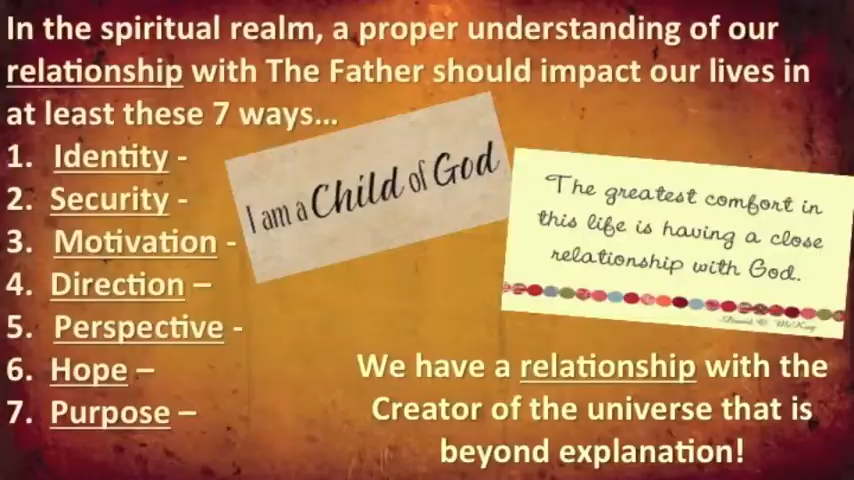 In the spiritual realm, a proper understanding of our
relationship with The Father should impact our lives in
at least these 7 ways...
1. Identity -
2. Security -
3. Motivation -
4. Direction –
5. Perspective -
6. Hope –
7. Purpose –
I am a Child of God
The greatest comfort in
this life is having a close
relationship with God.
We have a relationship with the
Creator of the universe that is
beyond explanation!